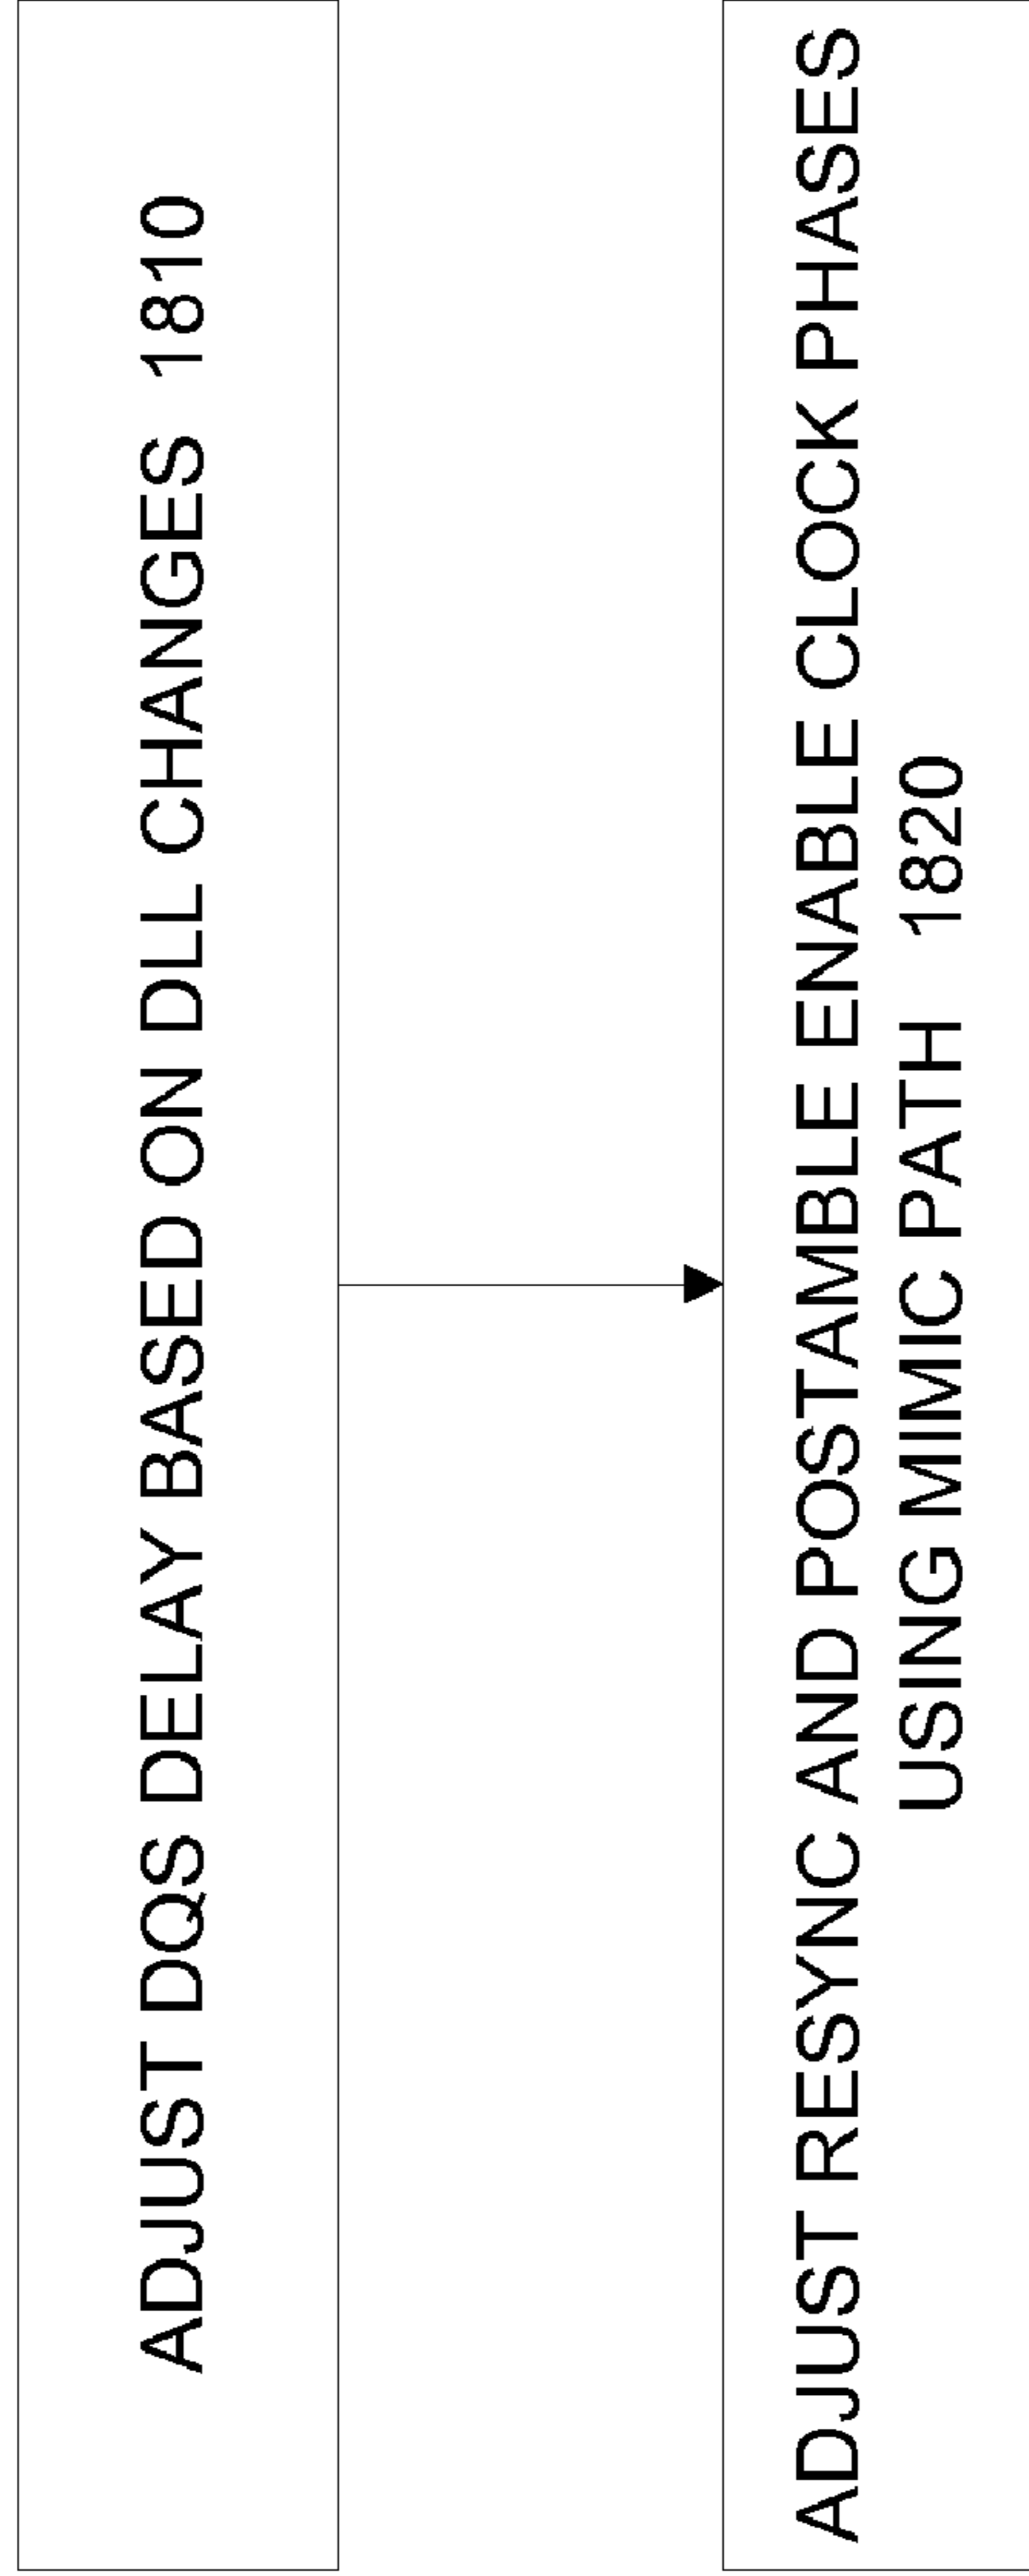 ADJUST DQS DELAY BASED ON DLL CHANGES 1810
ADJUST RESYNC AND POSTAMBLE ENABLE CLOCK PHASES
USING MIMIC PATH 1820